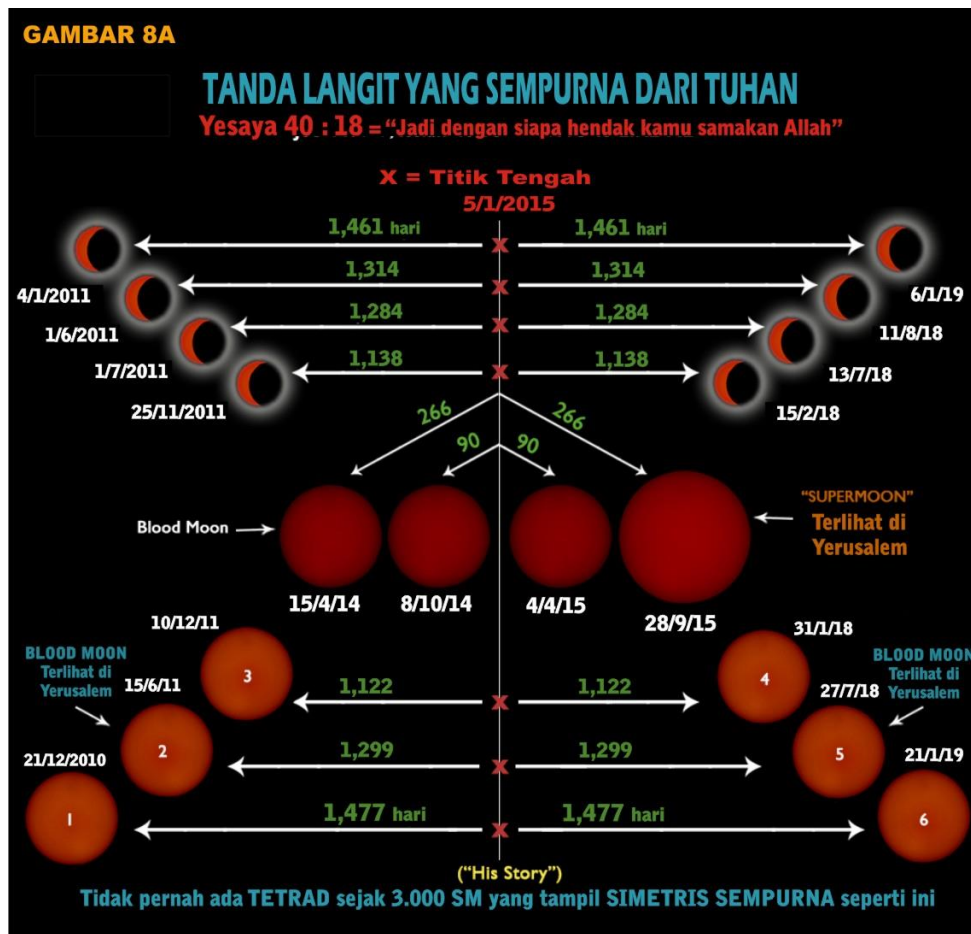 GAMBAR 8A
TANDA LANGIT YANG SEMPURNA DARI TUHAN
Yesaya 40 : 18 = “Jadi dengan siapa hendak kamu samakan Allah”
X = Titik Tengah
5/1/2015
1,461 hari X 1,461 hari
4/1/2011
6/1/19
1,314 X 1,314
1/6/2011
11/8/18
1,284 X 1,284
1/7/2011
13/7/18
1,138 X 1,138
25/11/2011
15/2/18
266 266
90 90
Blood Moon
“SUPERMOON”
Terlihat di
Yerusalem
15/4/14 8/10/14 4/4/15 28/9/15
10/12/11
3
31/1/18
4
BLOOD MOON
Terlihat di
Yerusalem
15/6/11
2
BLOOD MOON
Terlihat di
Yerusalem
27/7/18
5
1,122 X 1,122
1,299 X 1,299
21/12/2010
1
21/1/19
6
1,477 hari X 1,477 hari
(“His Story”)
Tidak pernah ada TETRAD sejak 3.000 SM yang tampil SIMETRIS SEMPURNA seperti ini